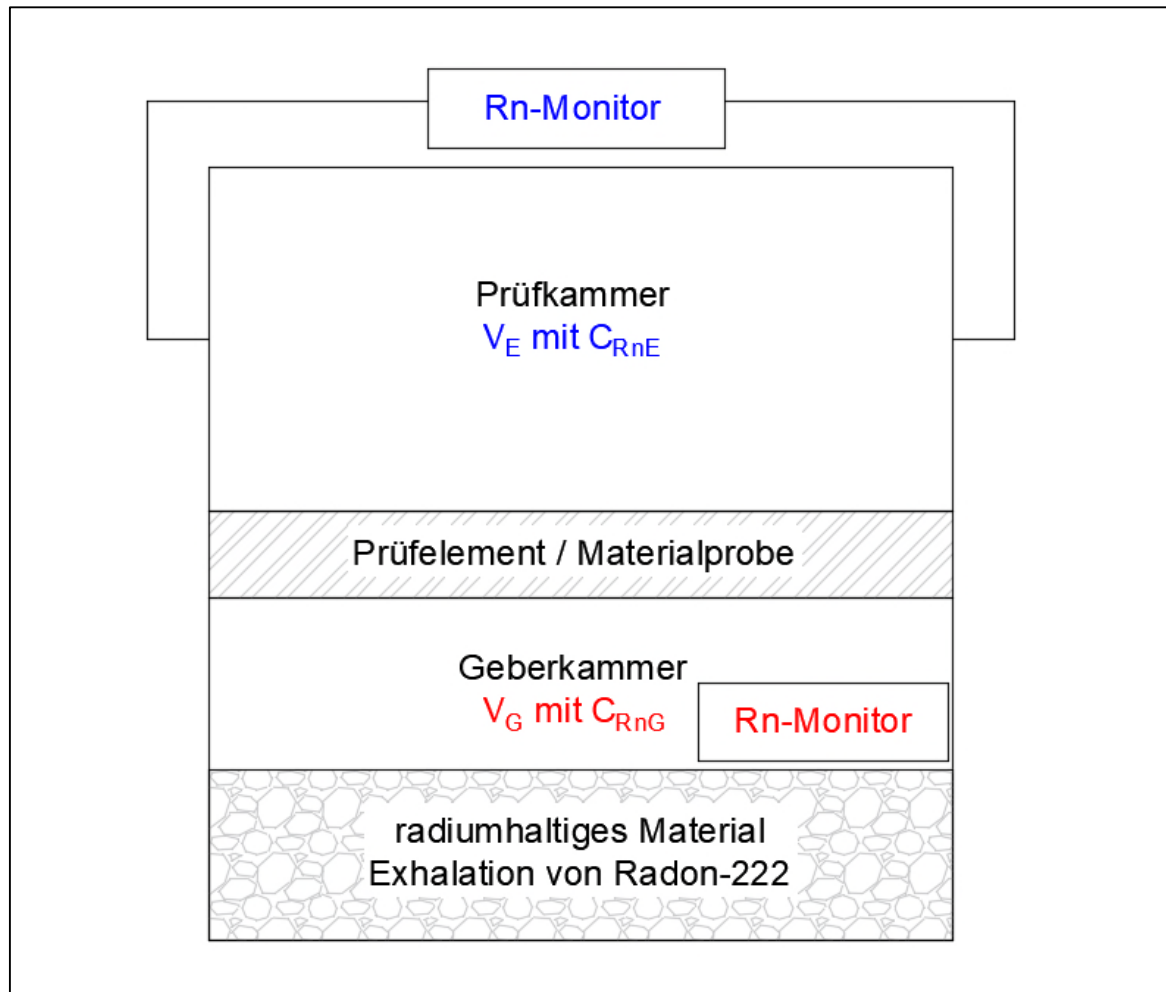 Rn-Monitor
Prüfkammer
V_E mit C_RnE
Prüfelement / Materialprobe
Geberkammer
V_G mit C_RnG
Rn-Monitor
radiumhaltiges Material
Exhalation von Radon-222